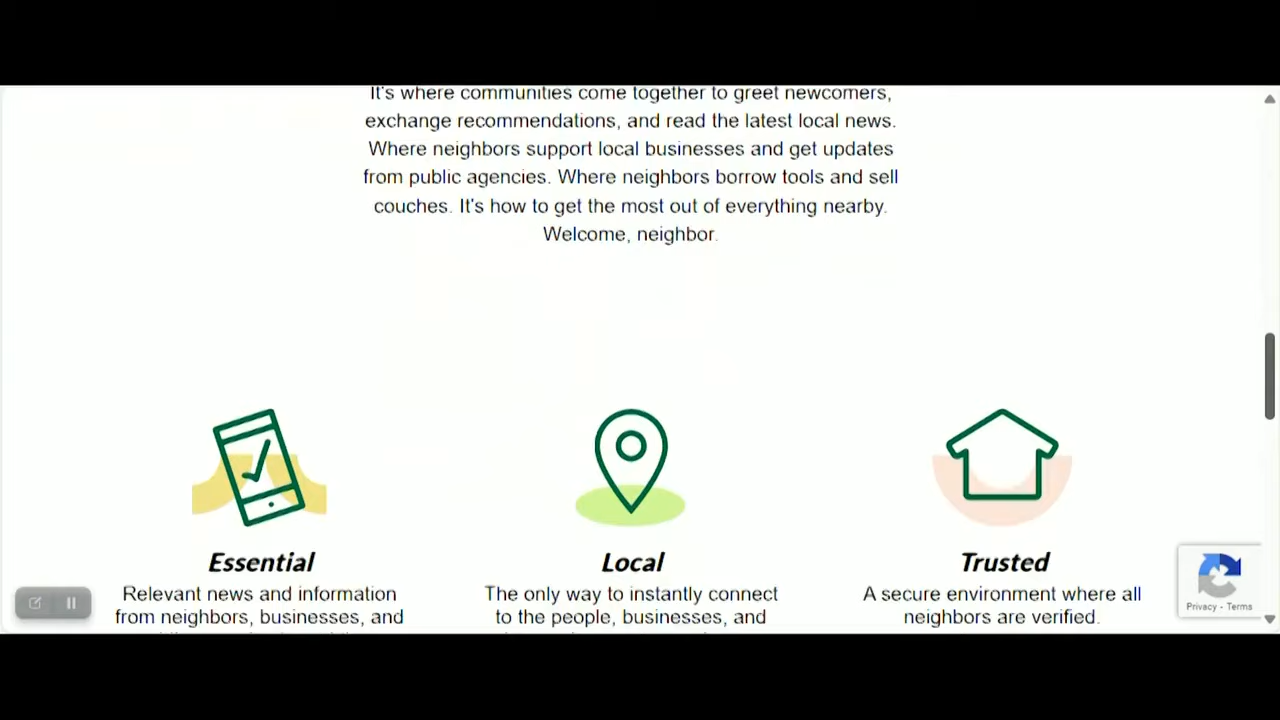 It's where communities come together to greet newcomers,
exchange recommendations, and read the latest local news.
Where neighbors support local businesses and get updates
from public agencies. Where neighbors borrow tools and sell
couches. It's how to get the most out of everything nearby.
Welcome, neighbor.
Essential
Relevant news and information
from neighbors, businesses, and
Local
The only way to instantly connect
to the people, businesses, and
Trusted
A secure environment where all
neighbors are verified.
Privacy - Terms